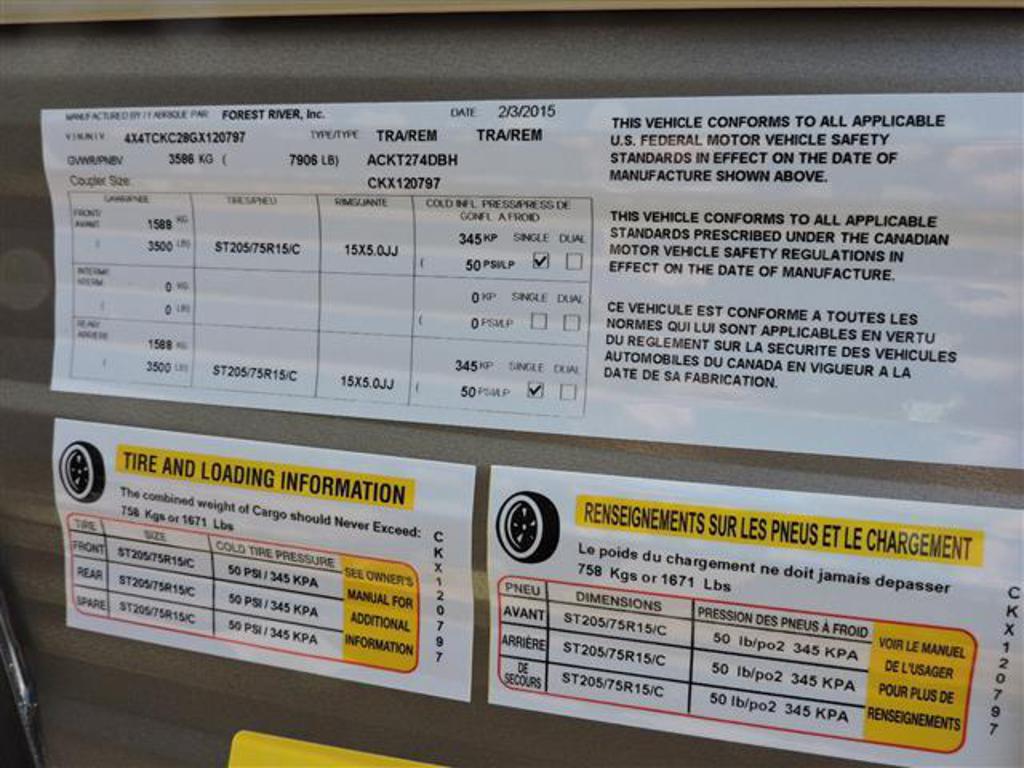 MANUFACTURED BY / FABRIQUE PAR: FOREST RIVER, Inc. DATE: 2/3/2015
V.I.N./N.I.V. 4X4TCKC28GX120797 TYPE/TYPE TRA/REM TRA/REM
GVWR/PNBV 3586 KG ( 7906 LB) ACKT274DBH
Coupler Size: CKX120797
GAWR/PNBE TIRES/PNEU RIMS/JANTE COLD INFL. PRESS/PRESS DE GONFL. A FROID
FRONT/AVANT 1588 KG 345 KP SINGLE DUAL
( 3500 LB) ST205/75R15/C 15X5.0JJ ( 50 PSI/LP
0 KG 0 KP SINGLE DUAL
( 0 LB) ( 0 PSI/LP
REAR/ARRIERE 1588 KG 345 KP SINGLE DUAL
( 3500 LB) ST205/75R15/C 15X5.0JJ ( 50 PSI/LP
THIS VEHICLE CONFORMS TO ALL APPLICABLE
U.S. FEDERAL MOTOR VEHICLE SAFETY
STANDARDS IN EFFECT ON THE DATE OF
MANUFACTURE SHOWN ABOVE.
THIS VEHICLE CONFORMS TO ALL APPLICABLE
STANDARDS PRESCRIBED UNDER THE CANADIAN
MOTOR VEHICLE SAFETY REGULATIONS IN
EFFECT ON THE DATE OF MANUFACTURE.
CE VEHICULE EST CONFORME A TOUTES LES
NORMES QUI LUI SONT APPLICABLES EN VERTU
DU REGLEMENT SUR LA SECURITE DES VEHICULES
AUTOMOBILES DU CANADA EN VIGUEUR A LA
DATE DE SA FABRICATION.
TIRE AND LOADING INFORMATION
The combined weight of Cargo should Never Exceed:
758 Kgs or 1671 Lbs
TIRE SIZE COLD TIRE PRESSURE
FRONT ST205/75R15/C 50 PSI / 345 KPA
REAR ST205/75R15/C 50 PSI / 345 KPA
SPARE ST205/75R15/C 50 PSI / 345 KPA
SEE OWNER'S
MANUAL FOR
ADDITIONAL
INFORMATION
CKX120797
RENSEIGNEMENTS SUR LES PNEUS ET LE CHARGEMENT
Le poids du chargement ne doit jamais depasser
758 Kgs or 1671 Lbs
PNEU DIMENSIONS PRESSION DES PNEUS À FROID
AVANT ST205/75R15/C 50 lb/po2 345 KPA
ARRIÈRE ST205/75R15/C 50 lb/po2 345 KPA
DE SECOURS ST205/75R15/C 50 lb/po2 345 KPA
VOIR LE MANUEL
DE L'USAGER
POUR PLUS DE
RENSEIGNEMENTS
CKX120797